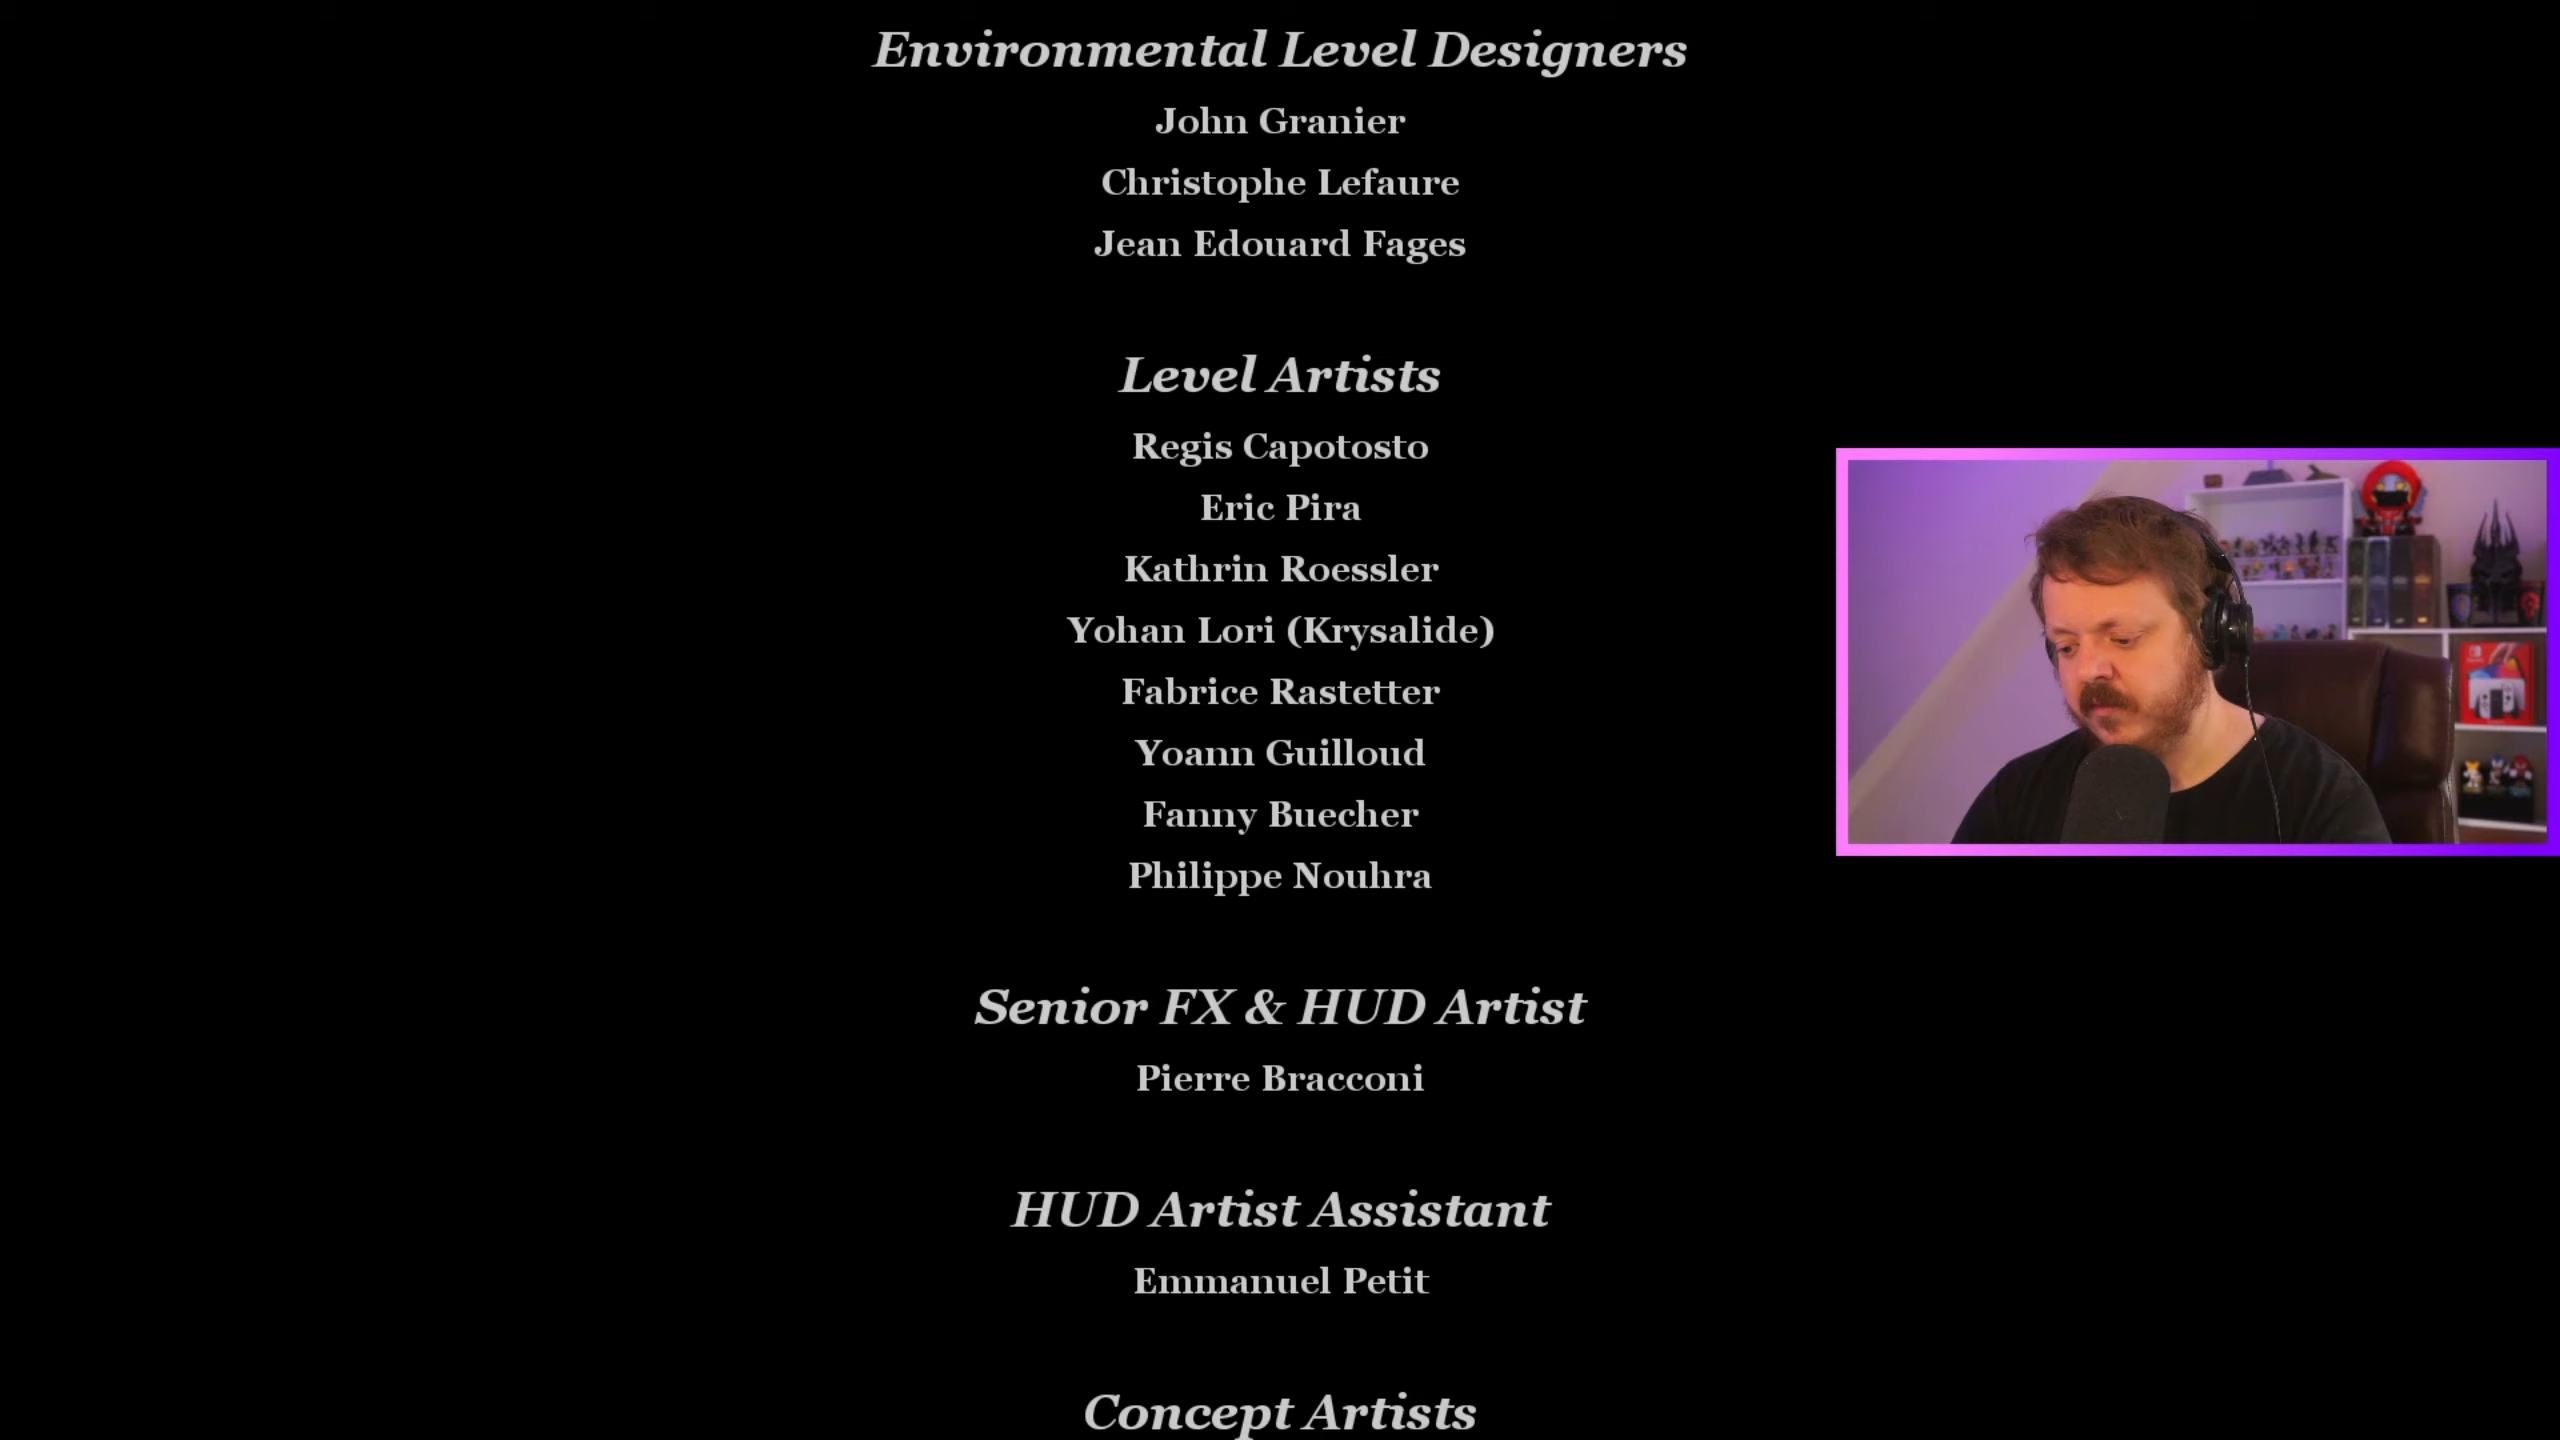 Environmental Level Designers
John Granier
Christophe Lefaure
Jean Edouard Fages
Level Artists
Regis Capotosto
Eric Pira
Kathrin Roessler
Yohan Lori (Krysalide)
Fabrice Rastetter
Yoann Guilloud
Fanny Buecher
Philippe Nouhra
Senior FX & HUD Artist
Pierre Bracconi
HUD Artist Assistant
Emmanuel Petit
Concept Artists